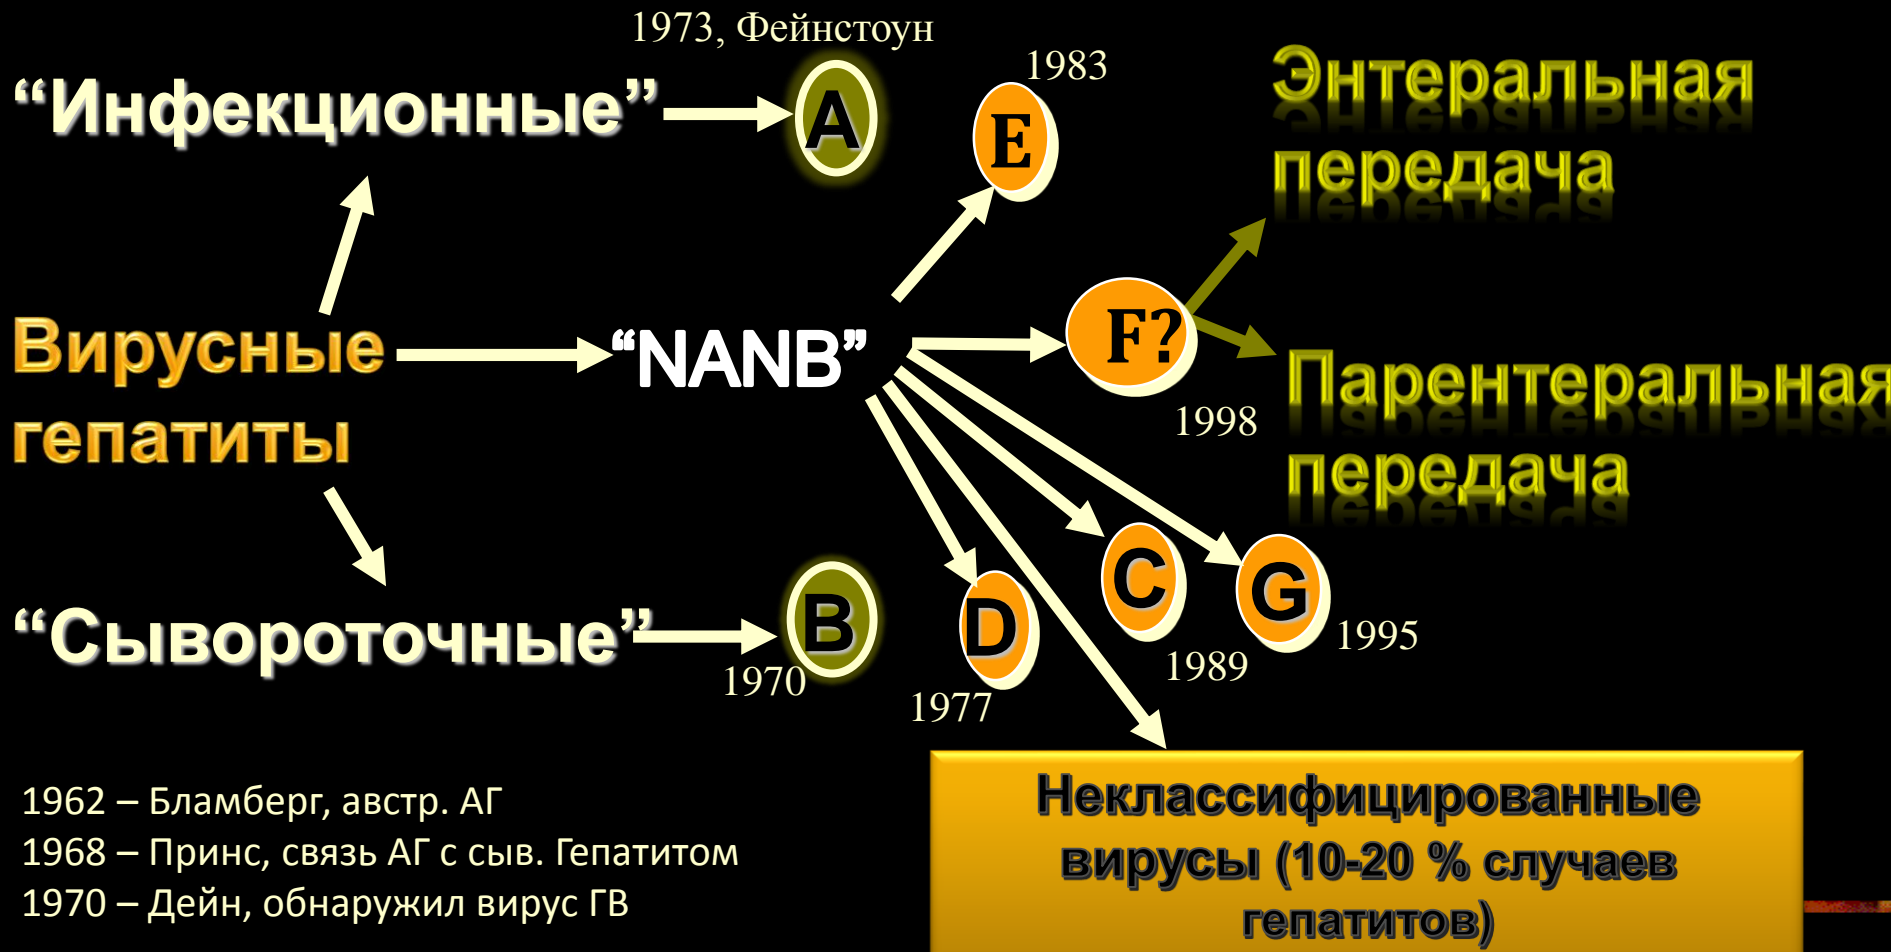 1973, Фейнстоун
“Инфекционные”
A
E
1983
Энтеральная
передача
Вирусные
гепатиты
“NANB”
F?
1998
Парентеральная
передача
“Сывороточные”
B
1970
D
1977
C
1989
G
1995
1962 – Бламберг, австр. АГ
1968 – Принс, связь АГ с сыв. Гепатитом
1970 – Дейн, обнаружил вирус ГВ
Неклассифицированные
вирусы (10-20 % случаев
гепатитов)